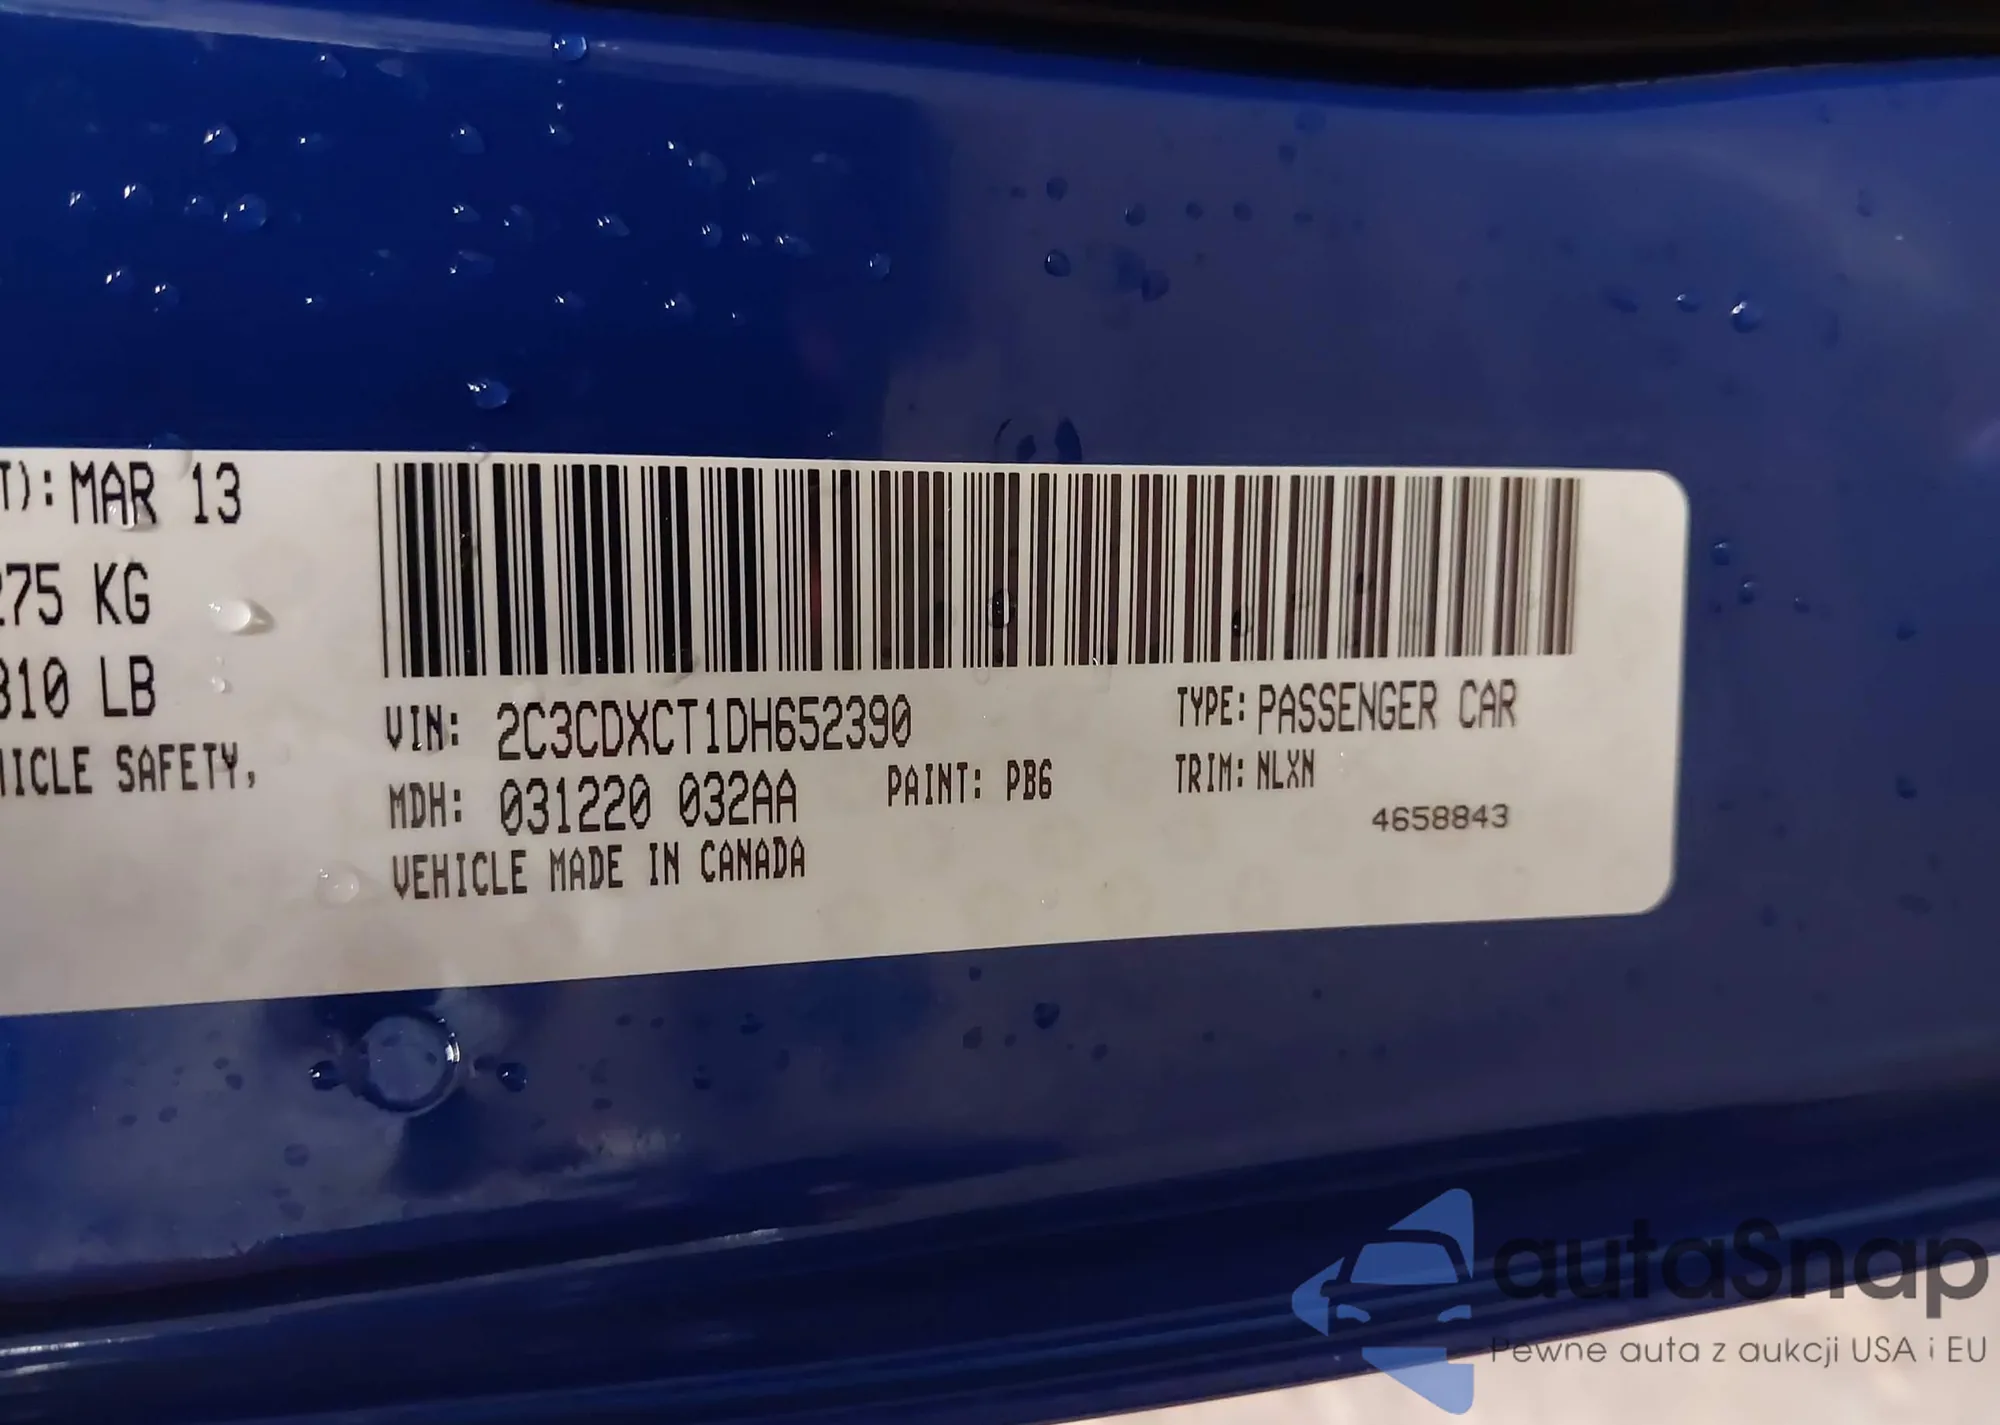 T): MAR 13
275 KG
310 LB
HICLE SAFETY,
VIN: 2C3CDXCT1DH652390
TYPE: PASSENGER CAR
MDH: 031220 032AA
PAINT: PB6
TRIM: NLXN
4658843
VEHICLE MADE IN CANADA
autaSnap
Pewne auta z aukcji USA i EU